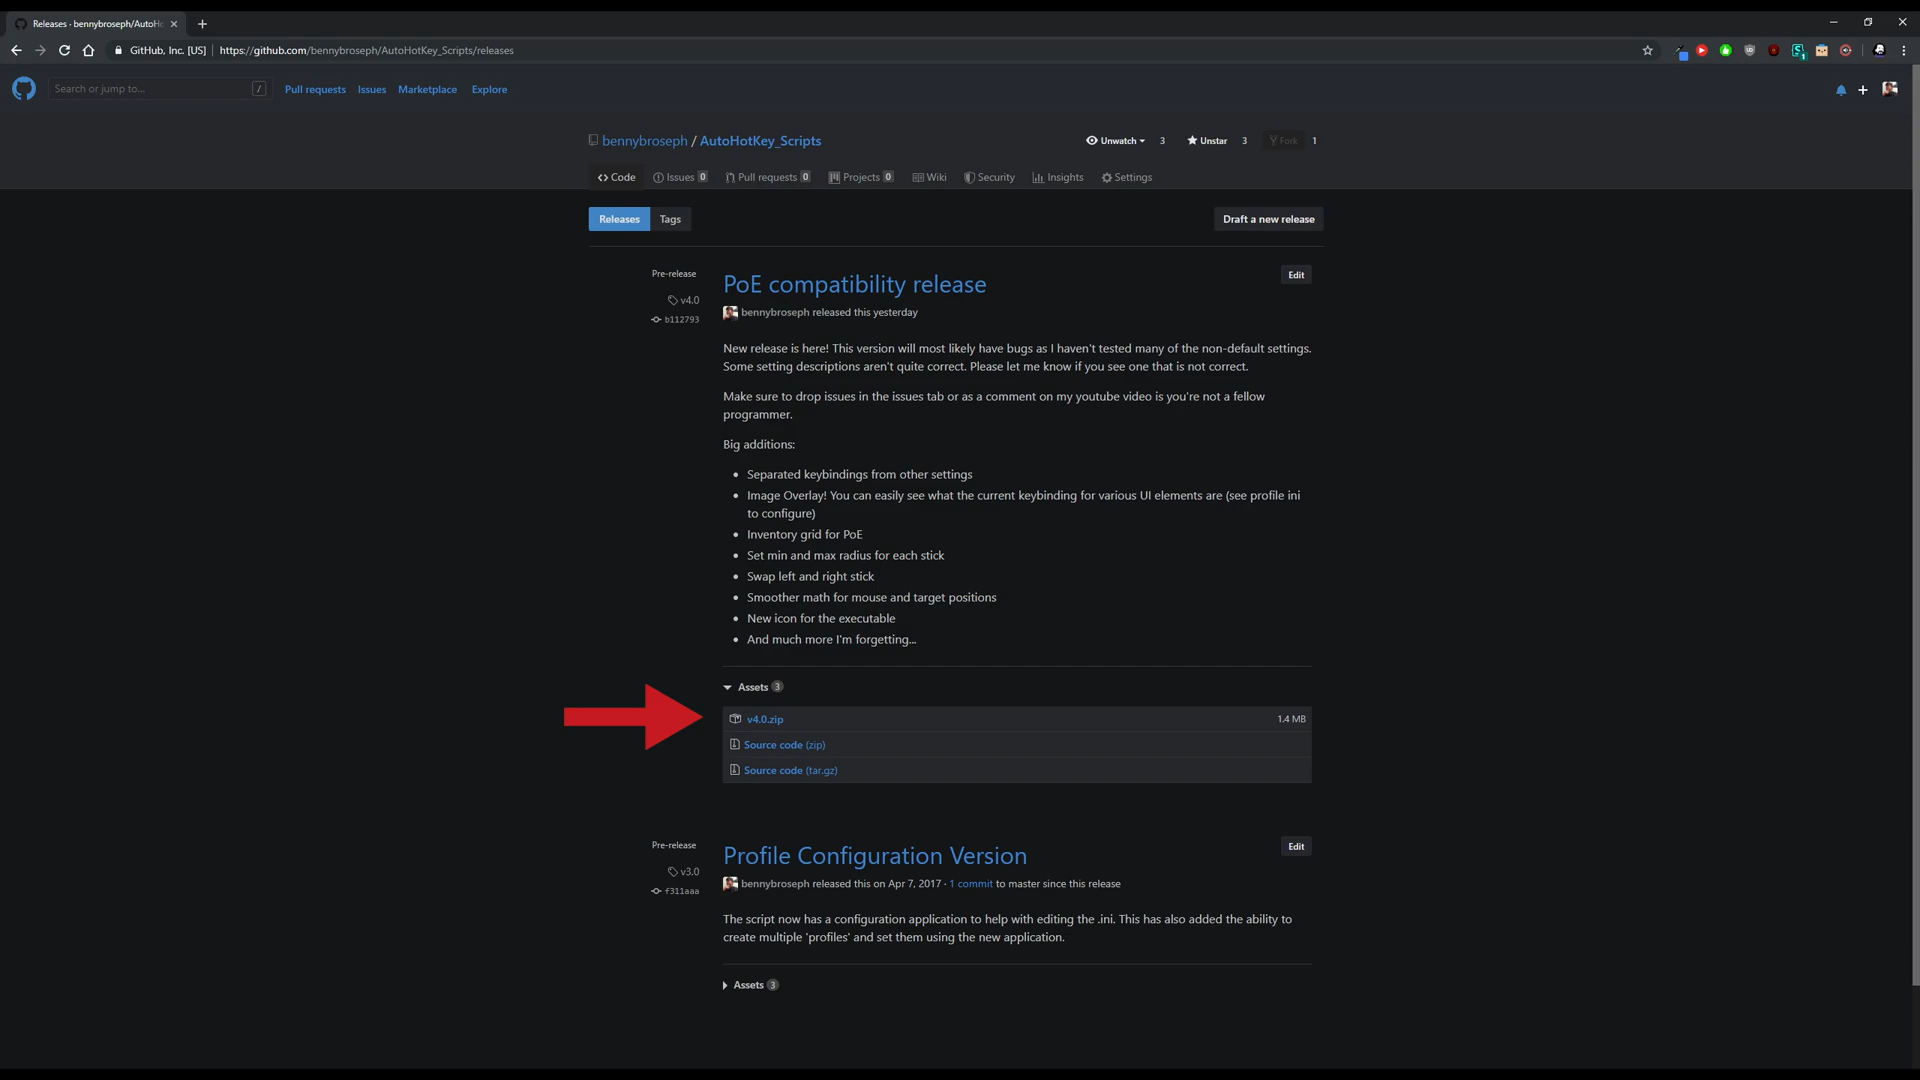 Releases · bennybroseph/AutoHo
GitHub, Inc. [US] | https://github.com/bennybroseph/AutoHotKey_Scripts/releases
Search or jump to... /
Pull requests Issues Marketplace Explore
bennybroseph / AutoHotKey_Scripts
Unwatch 3 Unstar 3 Fork 1
Code Issues 0 Pull requests 0 Projects 0 Wiki Security Insights Settings
Releases Tags
Draft a new release
Pre-release
v4.0
b112793
PoE compatibility release
Edit
bennybroseph released this yesterday
New release is here! This version will most likely have bugs as I haven't tested many of the non-default settings.
Some setting descriptions aren't quite correct. Please let me know if you see one that is not correct.
Make sure to drop issues in the issues tab or as a comment on my youtube video is you're not a fellow
programmer.
Big additions:
• Separated keybindings from other settings
• Image Overlay! You can easily see what the current keybinding for various UI elements are (see profile ini
to configure)
• Inventory grid for PoE
• Set min and max radius for each stick
• Swap left and right stick
• Smoother math for mouse and target positions
• New icon for the executable
• And much more I'm forgetting...
Assets 3
v4.0.zip 1.4 MB
Source code (zip)
Source code (tar.gz)
Pre-release
v3.0
f311aaa
Profile Configuration Version
Edit
bennybroseph released this on Apr 7, 2017 · 1 commit to master since this release
The script now has a configuration application to help with editing the .ini. This has also added the ability to
create multiple 'profiles' and set them using the new application.
Assets 3